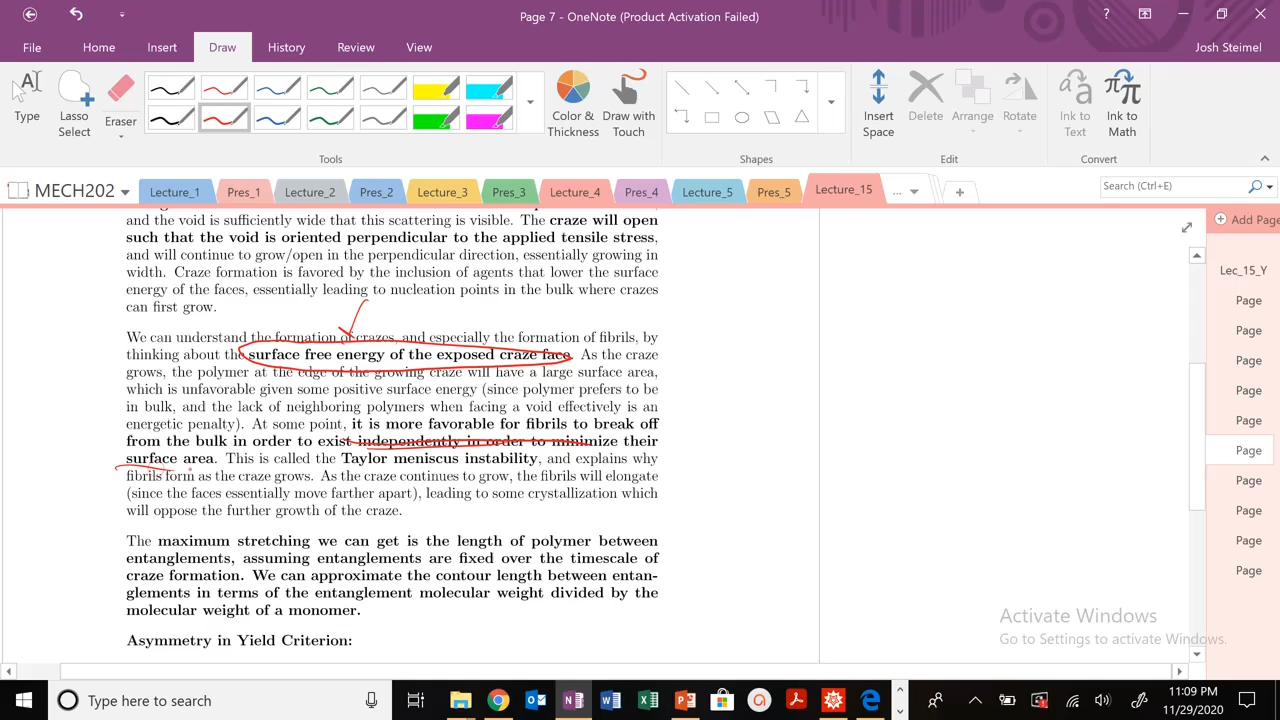 Page 7 - OneNote (Product Activation Failed)
?
File Home Insert Draw History Review View Josh Steimel
Type
Lasso Select
Eraser
Color & Thickness
Draw with Touch
Insert Space
Delete
Arrange
Rotate
Ink to Text
Ink to Math
Tools Shapes Edit Convert
MECH202 Lecture_1 Pres_1 Lecture_2 Pres_2 Lecture_3 Pres_3 Lecture_4 Pres_4 Lecture_5 Pres_5 Lecture_15 ... Search (Ctrl+E)
and the void is sufficiently wide that this scattering is visible. The craze will open
such that the void is oriented perpendicular to the applied tensile stress,
and will continue to grow/open in the perpendicular direction, essentially growing in
width. Craze formation is favored by the inclusion of agents that lower the surface
energy of the faces, essentially leading to nucleation points in the bulk where crazes
can first grow.
We can understand the formation of crazes, and especially the formation of fibrils, by
thinking about the surface free energy of the exposed craze face. As the craze
grows, the polymer at the edge of the growing craze will have a large surface area,
which is unfavorable given some positive surface energy (since polymer prefers to be
in bulk, and the lack of neighboring polymers when facing a void effectively is an
energetic penalty). At some point, it is more favorable for fibrils to break off
from the bulk in order to exist independently in order to minimize their
surface area. This is called the Taylor meniscus instability, and explains why
fibrils form as the craze grows. As the craze continues to grow, the fibrils will elongate
(since the faces essentially move farther apart), leading to some crystallization which
will oppose the further growth of the craze.
The maximum stretching we can get is the length of polymer between
entanglements, assuming entanglements are fixed over the timescale of
craze formation. We can approximate the contour length between entan-
glements in terms of the entanglement molecular weight divided by the
molecular weight of a monomer.
Asymmetry in Yield Criterion:
Add Page
Lec_15_Y
Page
Page
Page
Page
Page
Page
Page
Page
Page
Page
Activate Windows
Go to Settings to activate Windows.
Type here to search
11:09 PM
11/29/2020